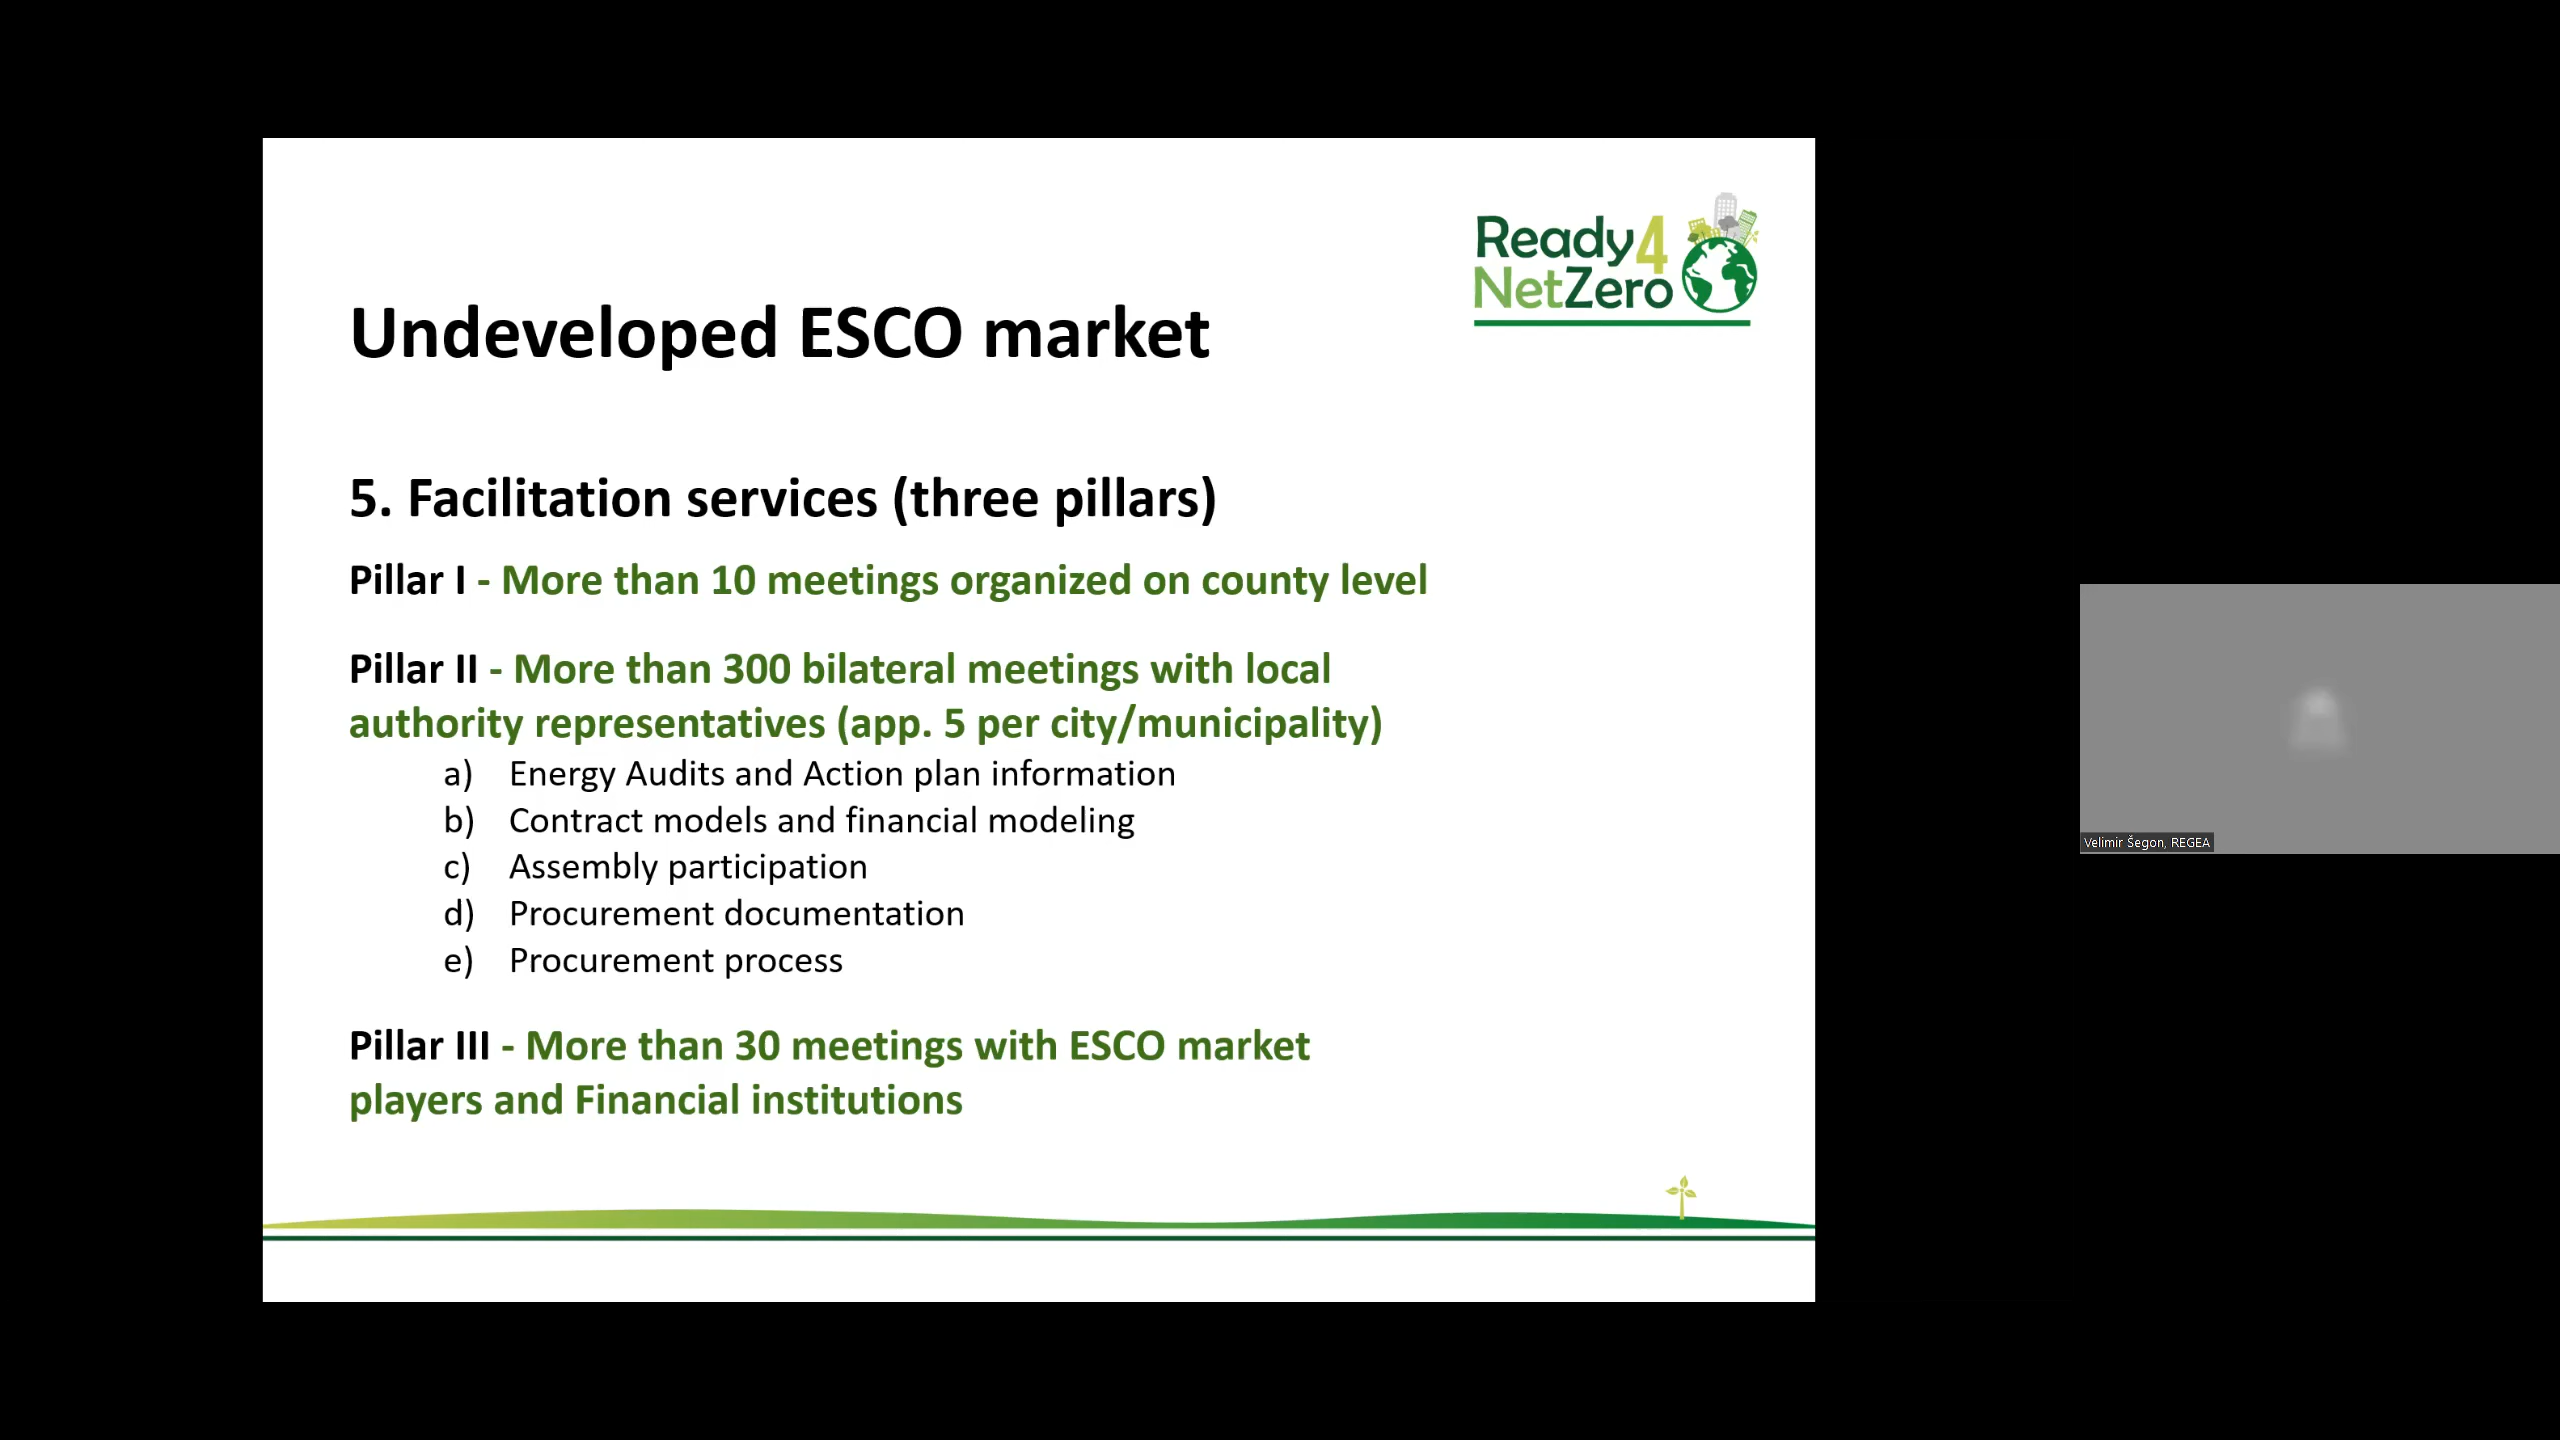 Ready4
NetZero
Undeveloped ESCO market
5. Facilitation services (three pillars)
Pillar I - More than 10 meetings organized on county level
Pillar II - More than 300 bilateral meetings with local
authority representatives (app. 5 per city/municipality)
a) Energy Audits and Action plan information
b) Contract models and financial modeling
c) Assembly participation
d) Procurement documentation
e) Procurement process
Pillar III - More than 30 meetings with ESCO market
players and Financial institutions
Velimir Šegon, REGEA